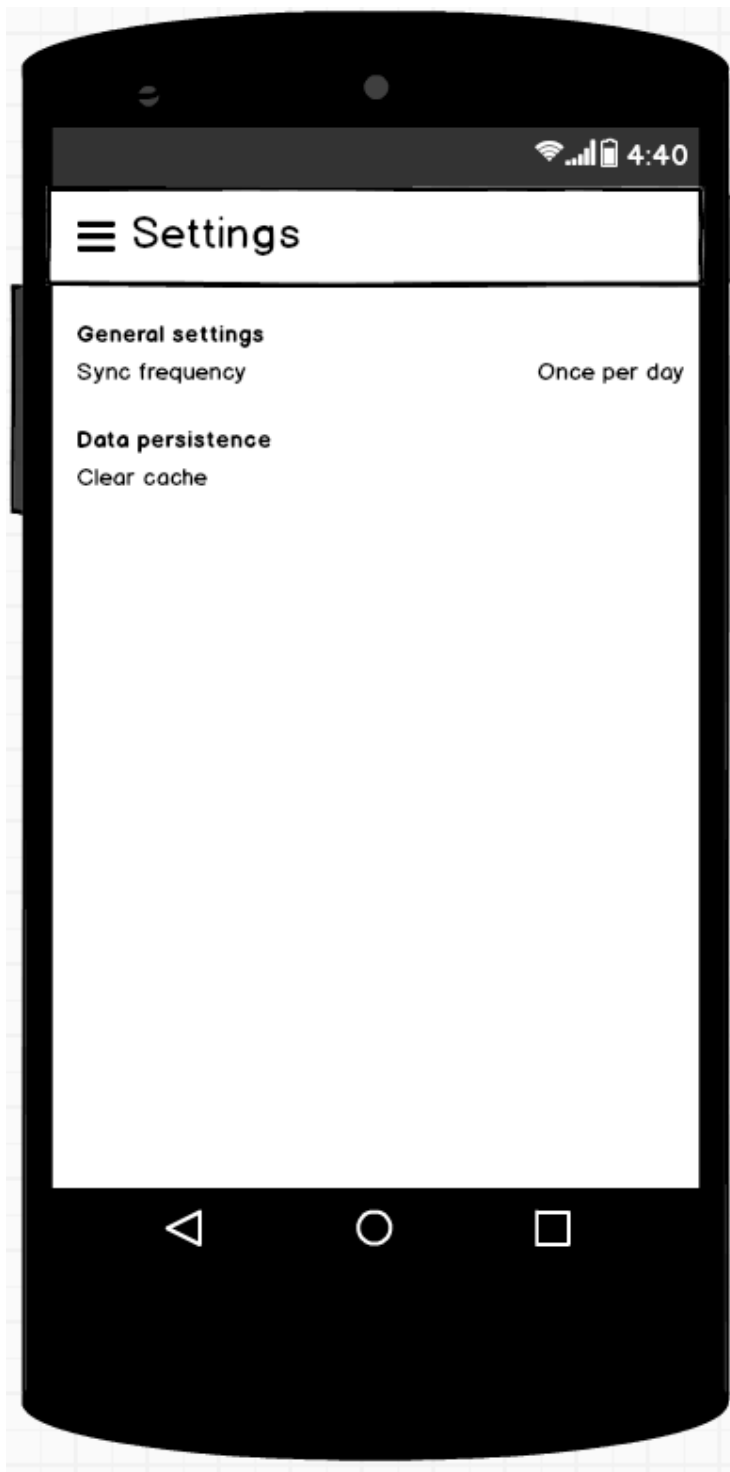 4:40
Settings
General settings
Sync frequency Once per day
Data persistence
Clear cache